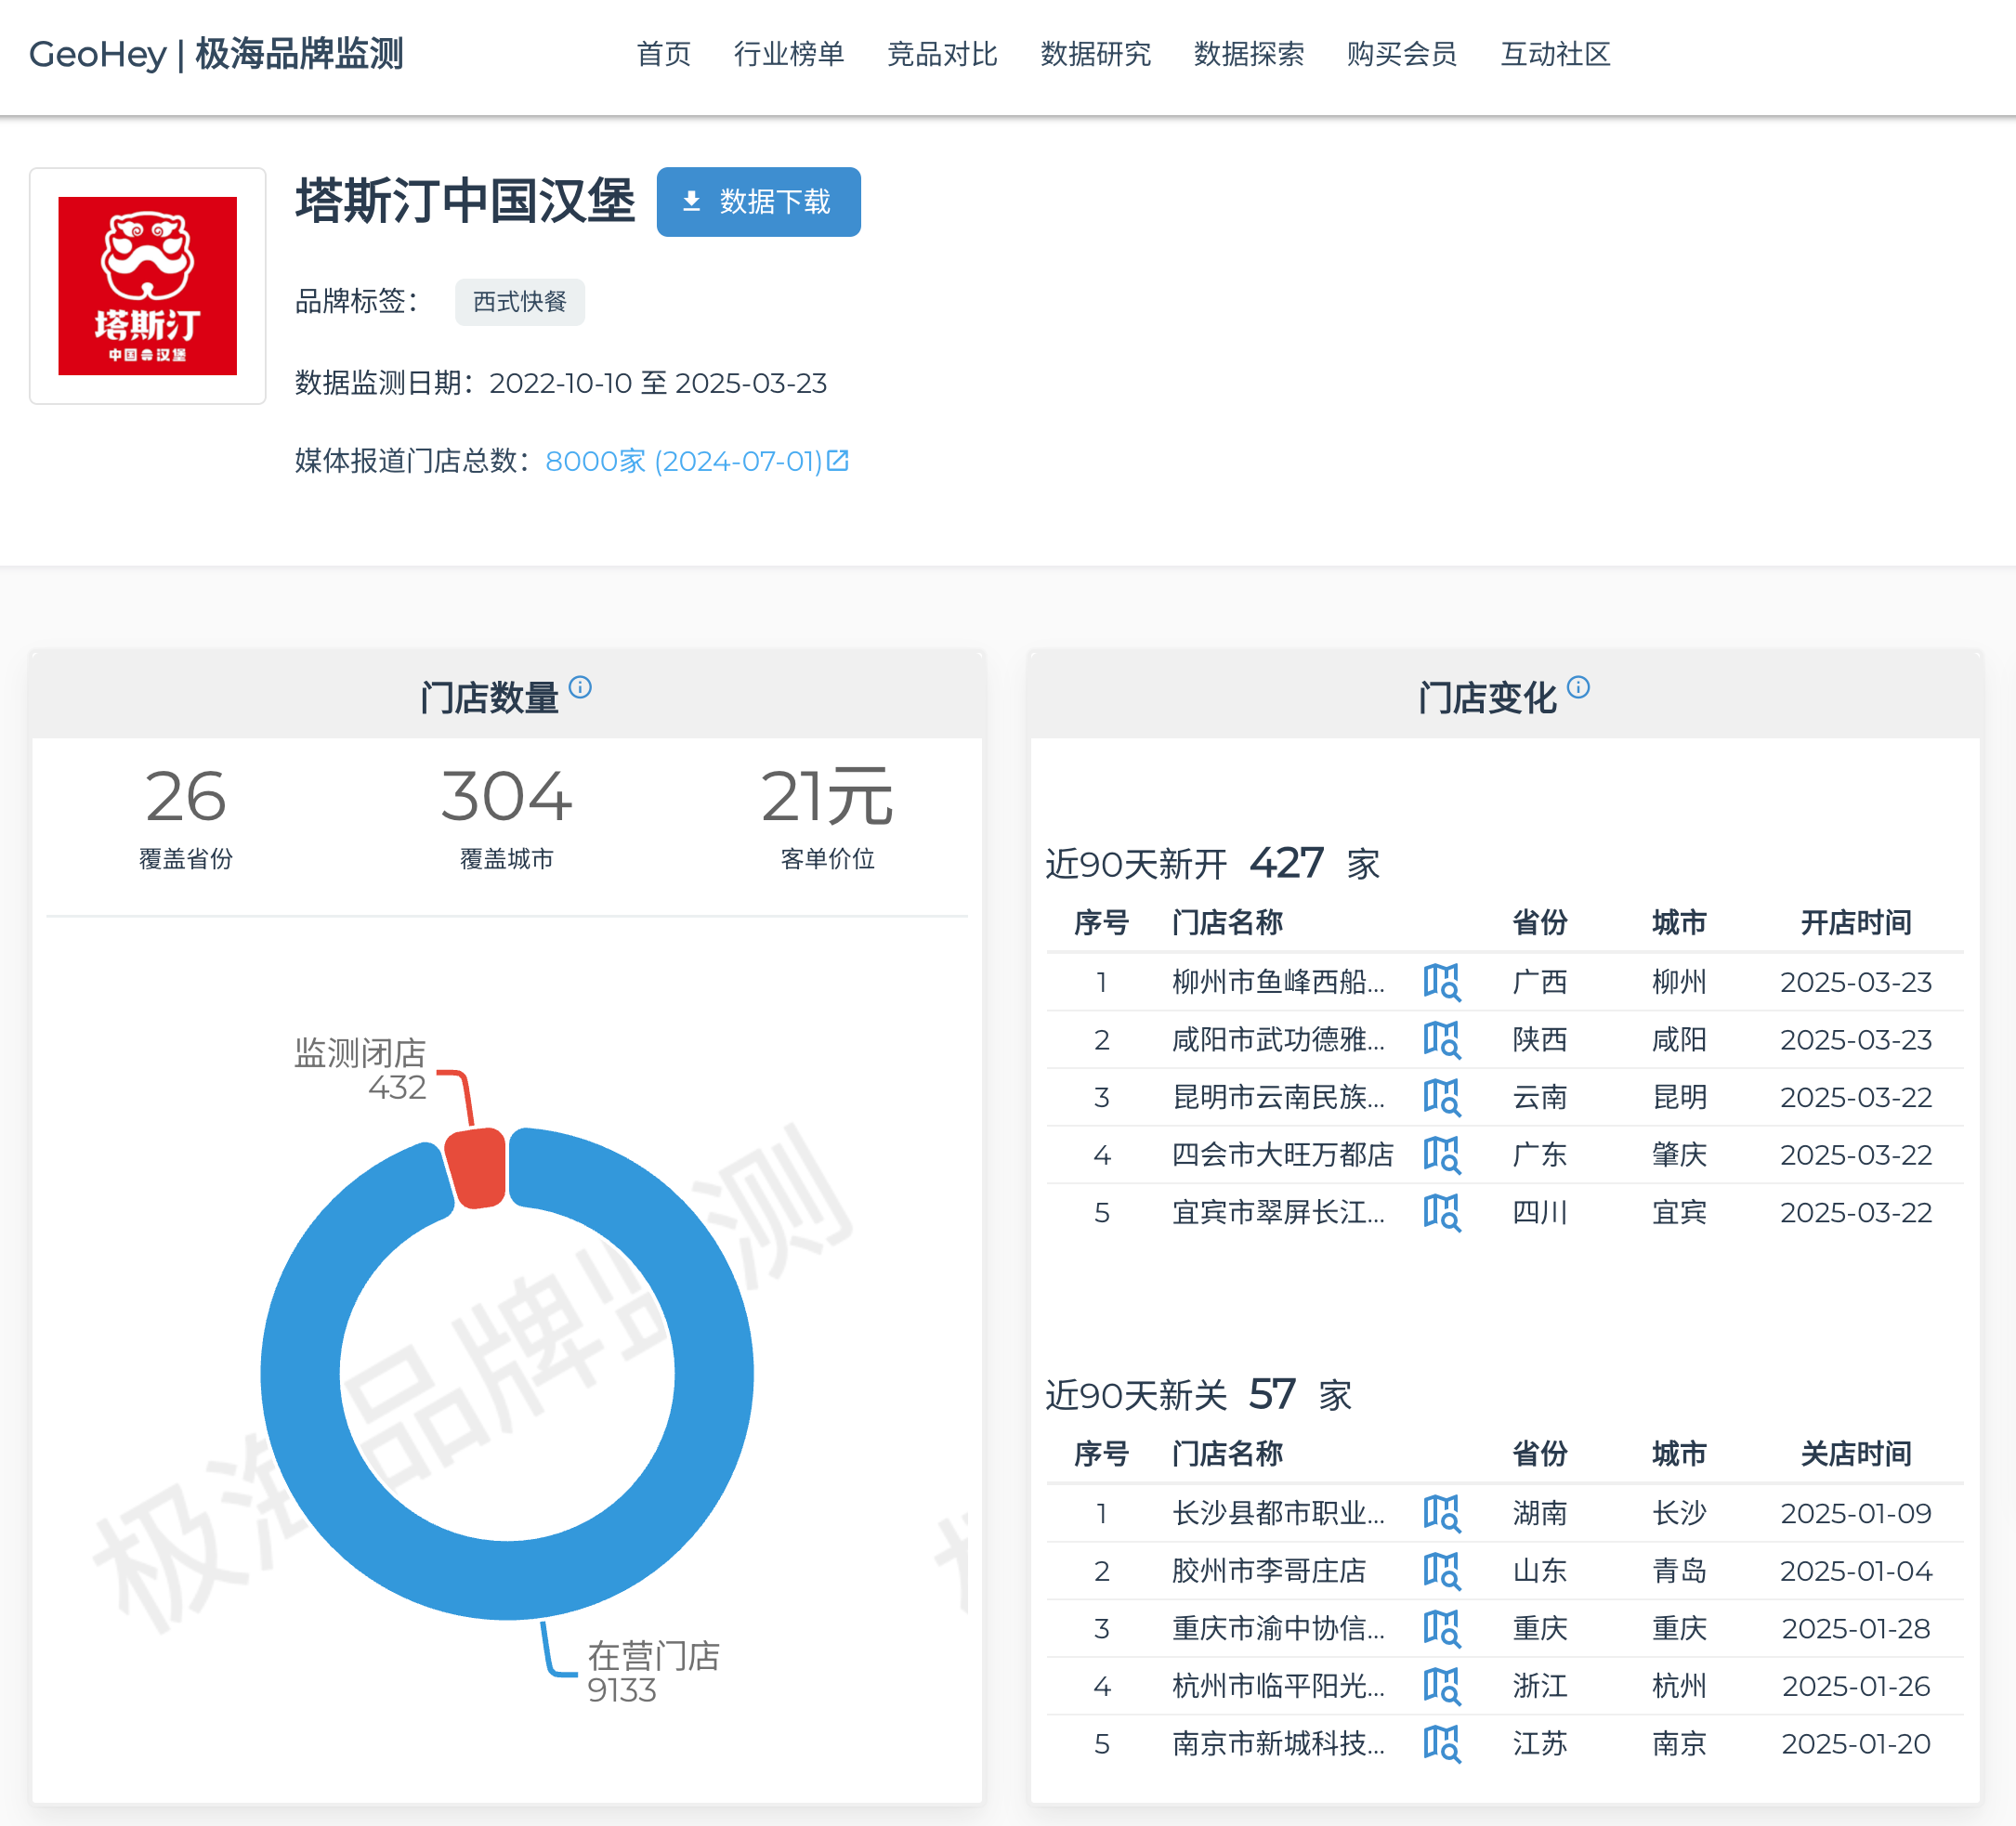 GeoHey | 极海品牌监测
首页 行业榜单 竞品对比 数据研究 数据探索 购买会员 互动社区
塔斯汀
中国汉堡
塔斯汀中国汉堡
数据下载
品牌标签： 西式快餐
数据监测日期：2022-10-10 至 2025-03-23
媒体报道门店总数：8000家 (2024-07-01)
门店数量
26 304 21元
覆盖省份 覆盖城市 客单价位
监测闭店
432
极海品牌监测
在营门店
9133
门店变化
近90天新开 427 家
序号 门店名称 省份 城市 开店时间
1 柳州市鱼峰西船... 广西 柳州 2025-03-23
2 咸阳市武功德雅... 陕西 咸阳 2025-03-23
3 昆明市云南民族... 云南 昆明 2025-03-22
4 四会市大旺万都店 广东 肇庆 2025-03-22
5 宜宾市翠屏长江... 四川 宜宾 2025-03-22
近90天新关 57 家
序号 门店名称 省份 城市 关店时间
1 长沙县都市职业... 湖南 长沙 2025-01-09
2 胶州市李哥庄店 山东 青岛 2025-01-04
3 重庆市渝中协信... 重庆 重庆 2025-01-28
4 杭州市临平阳光... 浙江 杭州 2025-01-26
5 南京市新城科技... 江苏 南京 2025-01-20